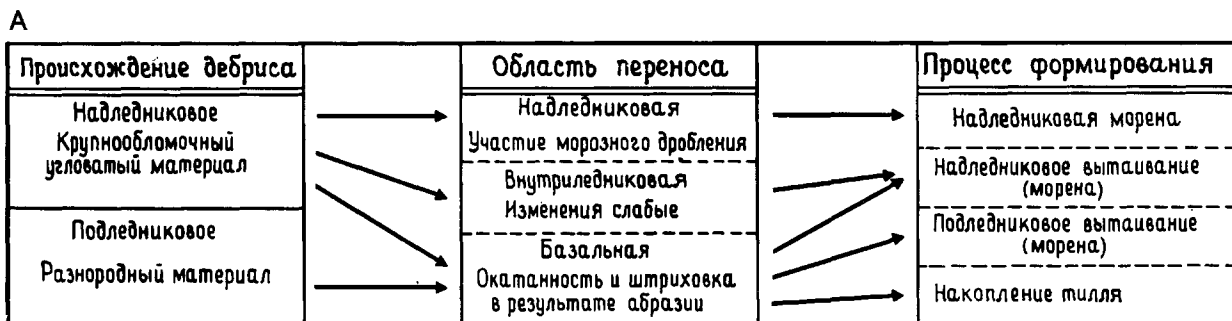 А
Происхождение дебриса
Надледниковое
Крупнообломочный
угловатый материал
Подледниковое
Разнородный материал
Область переноса
Надледниковая
Участие морозного дробления
Внутриледниковая
Изменения слабые
Базальная
Окатанность и штриховка
в результате абразии
Процесс формирования
Надледниковая морена
Надледниковое вытаивание
(морена)
Подледниковое вытаивание
(морена)
Накопление тилля